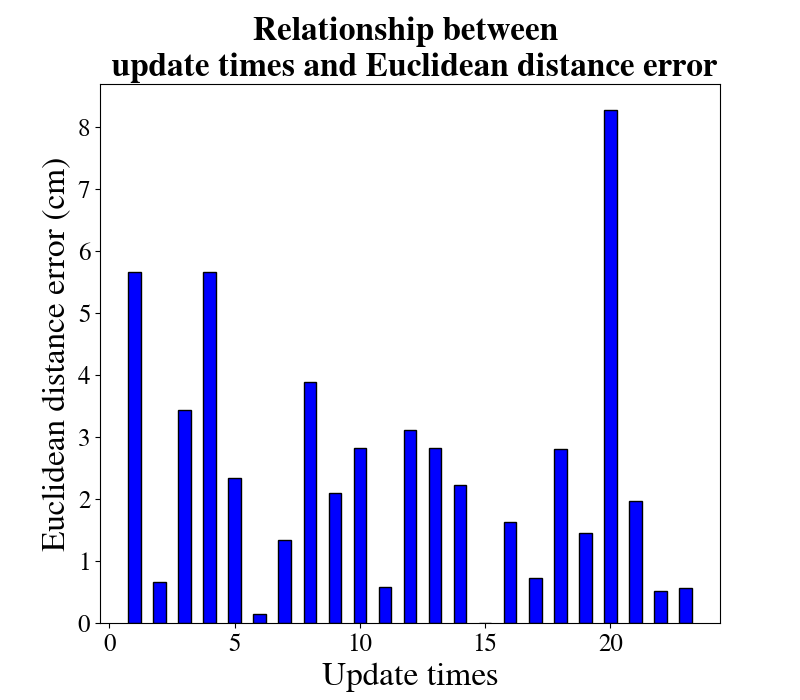 Relationship between
update times and Euclidean distance error
Euclidean distance error (cm)
8
7
6
5
4
3
2
1
0
0 5 10 15 20
Update times